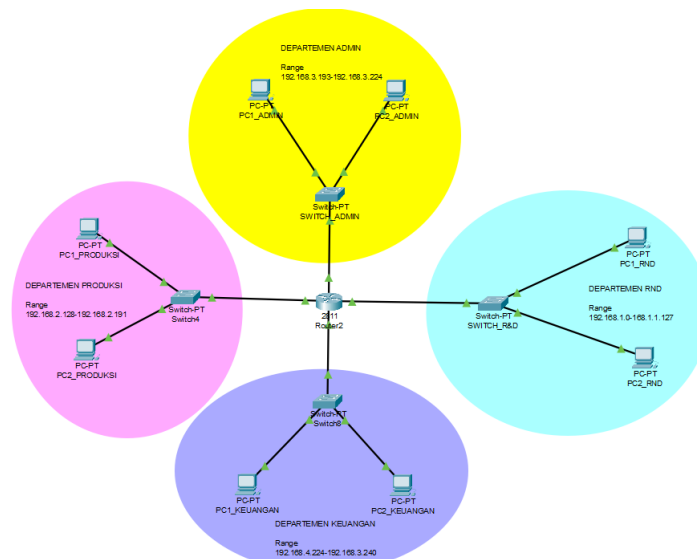 DEPARTEMEN ADMIN
Range
192.168.3.193-192.168.3.224
PC-PT
PC1_ADMIN
PC-PT
PC2_ADMIN
Switch-PT
SWITCH_ADMIN
PC-PT
PC1_PRODUKSI
DEPARTEMEN PRODUKSI
Range
192.168.2.128-192.168.2.191
Switch-PT
Switch4
PC-PT
PC2_PRODUKSI
2811
Router2
PC-PT
PC1_RND
DEPARTEMEN RND
Range
192.168.1.0-168.1.1.127
Switch-PT
SWITCH_R&D
PC-PT
PC2_RND
Switch-PT
Switch8
PC-PT
PC1_KEUANGAN
PC-PT
PC2_KEUANGAN
DEPARTEMEN KEUANGAN
Range
192.168.4.224-192.168.3.240